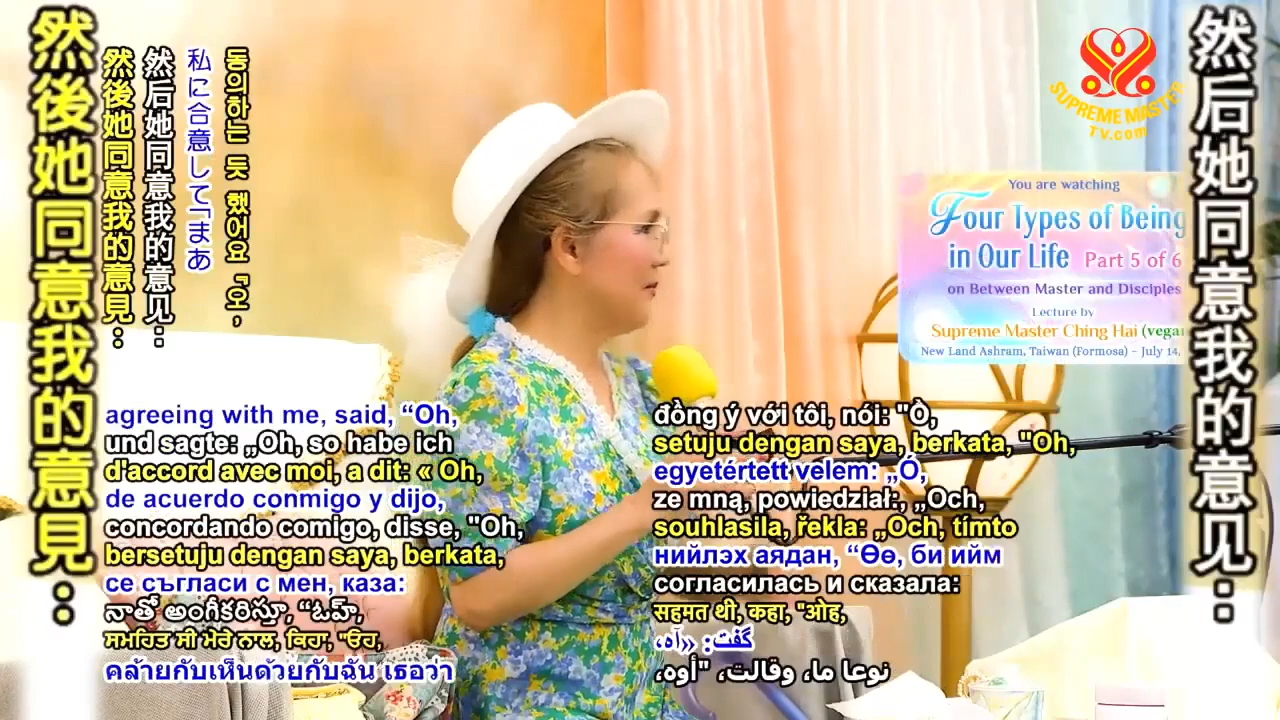 然後她同意我的意見：
然後她同意我的意見：
然后她同意我的意见：
私に合意して｢まあ
동의하는 듯 했어요 『어,
然后她同意我的意见：
SUPREME MASTER
TV.com
You are watching
Four Types of Being
in Our Life Part 5 of 6
on Between Master and Disciples
Lecture by
Supreme Master Ching Hai (vegan
New Land Ashram, Taiwan (Formosa) – July 14,
agreeing with me, said, “Oh,
und sagte: „Oh, so habe ich
d'accord avec moi, a dit: « Oh,
de acuerdo conmigo y dijo,
concordando comigo, disse, "Oh,
bersetuju dengan saya, berkata,
се съгласи с мен, каза:
నాతో అంగీకరిస్తూ, “ఓహ్,
ਸਮਹਿਤ ਸੀ ਮੇਰੇ ਨਾਲ, ਕਿਹਾ, "ਓਹ,
คล้ายกับเห็นด้วยกับฉัน เธอว่า
đồng ý với tôi, nói: "Ồ,
setuju dengan saya, berkata, "Oh,
egyetértett velem: „Ó,
ze mną, powiedział:, „Och,
souhlasila, řekla: „Och, tímto
нийлэх аядан, “Өө, би ийм
согласилась и сказала:
सहमत थी, कहा, "ओह,
گفت: «آه،
نوعا ما، وقالت، "أوه،